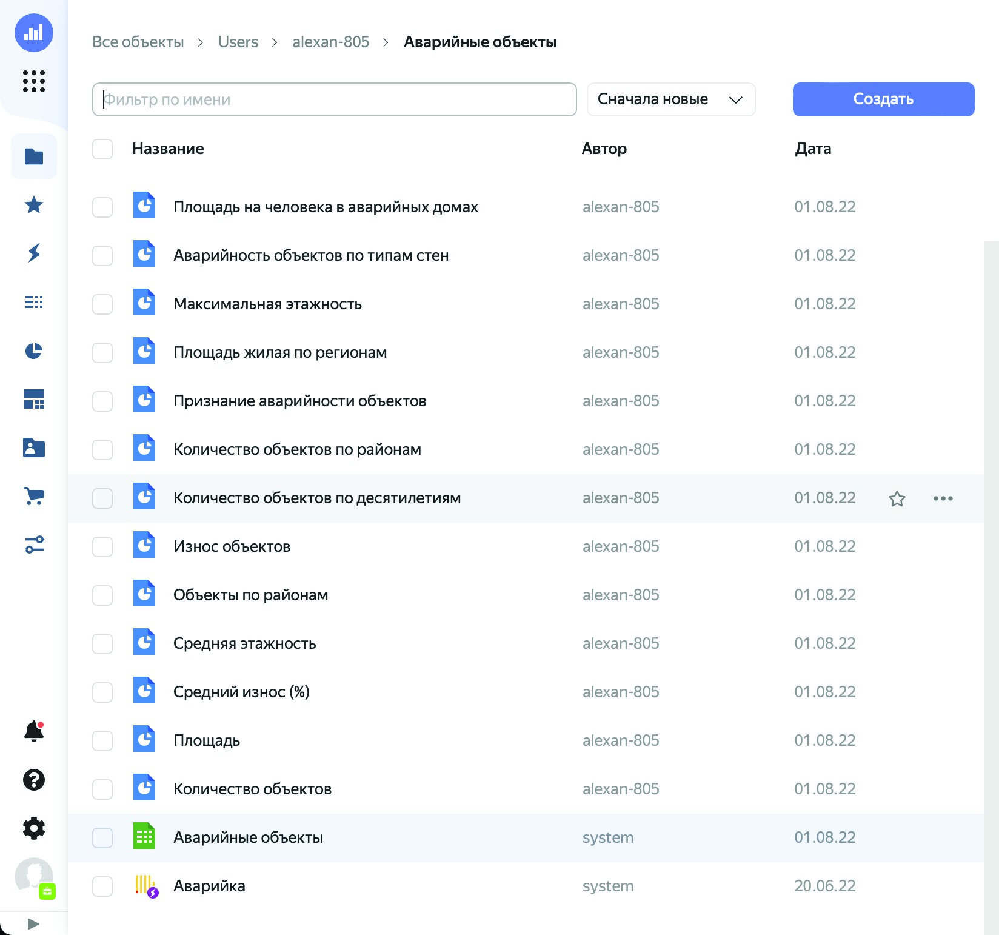 Все объекты > Users > alexan-805 > Аварийные объекты
Фильтр по имени Сначала новые Создать
Название Автор Дата
Площадь на человека в аварийных домах alexan-805 01.08.22
Аварийность объектов по типам стен alexan-805 01.08.22
Максимальная этажность alexan-805 01.08.22
Площадь жилая по регионам alexan-805 01.08.22
Признание аварийности объектов alexan-805 01.08.22
Количество объектов по районам alexan-805 01.08.22
Количество объектов по десятилетиям alexan-805 01.08.22
Износ объектов alexan-805 01.08.22
Объекты по районам alexan-805 01.08.22
Средняя этажность alexan-805 01.08.22
Средний износ (%) alexan-805 01.08.22
Площадь alexan-805 01.08.22
Количество объектов alexan-805 01.08.22
Аварийные объекты system 01.08.22
Аварийка system 20.06.22